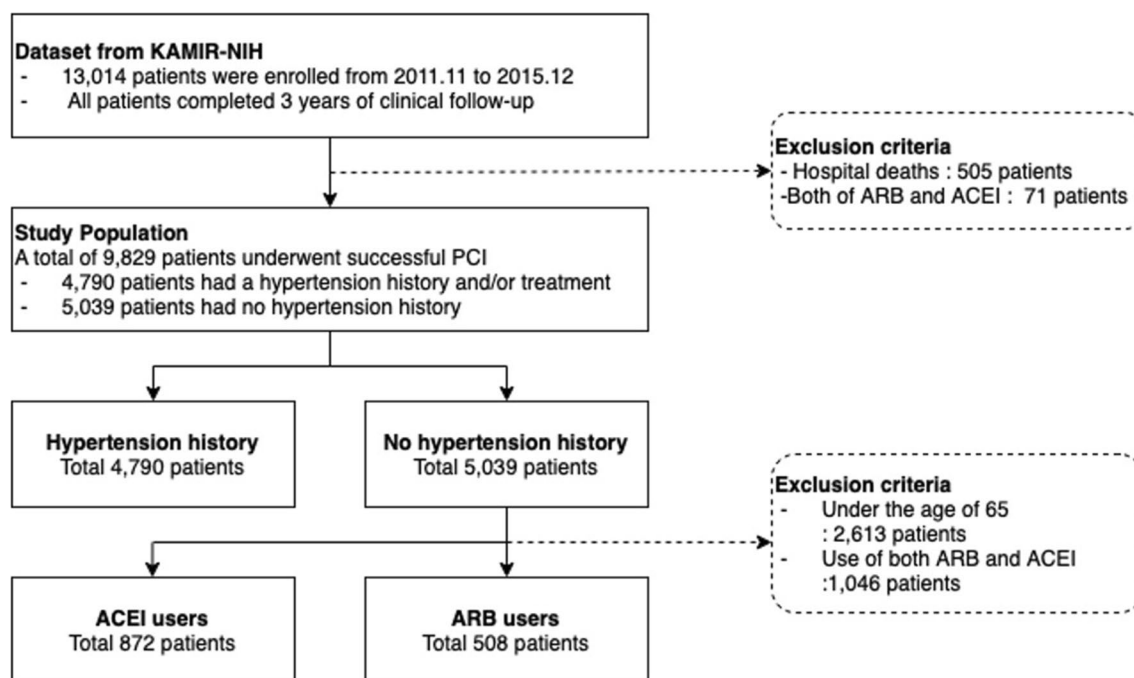 Dataset from KAMIR-NIH
- 13,014 patients were enrolled from 2011.11 to 2015.12
- All patients completed 3 years of clinical follow-up
Exclusion criteria
- Hospital deaths : 505 patients
-Both of ARB and ACEI : 71 patients
Study Population
A total of 9,829 patients underwent successful PCI
- 4,790 patients had a hypertension history and/or treatment
- 5,039 patients had no hypertension history
Hypertension history
Total 4,790 patients
No hypertension history
Total 5,039 patients
Exclusion criteria
- Under the age of 65
: 2,613 patients
- Use of both ARB and ACEI
:1,046 patients
ACEI users
Total 872 patients
ARB users
Total 508 patients